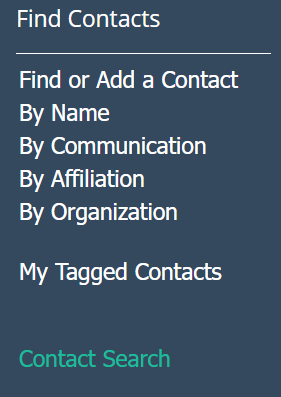 Find Contacts
Find or Add a Contact
By Name
By Communication
By Affiliation
By Organization
My Tagged Contacts
Contact Search